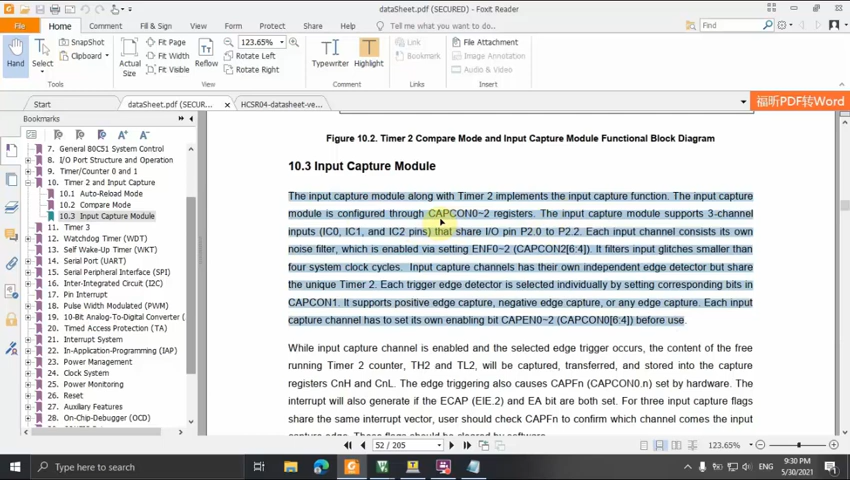 dataSheet.pdf (SECURED) - Foxit Reader
File Home Comment Fill & Sign View Form Protect Share Help Tell me what you want to do... Find
Hand
Select
SnapShot
Clipboard
Actual Size
Fit Page
Fit Width
Fit Visible
Reflow
123.65%
Rotate Left
Rotate Right
Typewriter
Highlight
Link
Bookmark
File Attachment
Image Annotation
Audio & Video
Tools View Comment Links Insert
Start dataSheet.pdf (SECUR... HCSR04-datasheet-ve... 福昕PDF转Word
Bookmarks
7. General 80C51 System Control
8. I/O Port Structure and Operation
9. Timer/Counter 0 and 1
10. Timer 2 and Input Capture
10.1 Auto-Reload Mode
10.2 Compare Mode
10.3 Input Capture Module
11. Timer 3
12. Watchdog Timer (WDT)
13. Self Wake-Up Timer (WKT)
14. Serial Port (UART)
15. Serial Peripheral Interface (SPI)
16. Inter-Integrated Circuit (I2C)
17. Pin Interrupt
18. Pulse Width Modulated (PWM)
19. 10-Bit Analog-To-Digital Converter
20. Timed Access Protection (TA)
21. Interrupt System
22. In-Application-Programming (IAP)
23. Power Management
24. Clock System
25. Power Monitoring
26. Reset
27. Auxiliary Features
28. On-Chip-Debugger (OCD)
Figure 10.2. Timer 2 Compare Mode and Input Capture Module Functional Block Diagram
10.3 Input Capture Module
The input capture module along with Timer 2 implements the input capture function. The input capture
module is configured through CAPCON0~2 registers. The input capture module supports 3-channel
inputs (IC0, IC1, and IC2 pins) that share I/O pin P2.0 to P2.2. Each input channel consists its own
noise filter, which is enabled via setting ENF0~2 (CAPCON2[6:4]). It filters input glitches smaller than
four system clock cycles. Input capture channels has their own independent edge detector but share
the unique Timer 2. Each trigger edge detector is selected individually by setting corresponding bits in
CAPCON1. It supports positive edge capture, negative edge capture, or any edge capture. Each input
capture channel has to set its own enabling bit CAPEN0~2 (CAPCON0[6:4]) before use.
While input capture channel is enabled and the selected edge trigger occurs, the content of the free
running Timer 2 counter, TH2 and TL2, will be captured, transferred, and stored into the capture
registers CnH and CnL. The edge triggering also causes CAPFn (CAPCON0.n) set by hardware. The
interrupt will also generate if the ECAP (EIE.2) and EA bit are both set. For three input capture flags
share the same interrupt vector, user should check CAPFn to confirm which channel comes the input
capture edge. These flags should be cleared by software.
52 / 205
123.65%
Type here to search
ENG
9:30 PM
5/30/2021